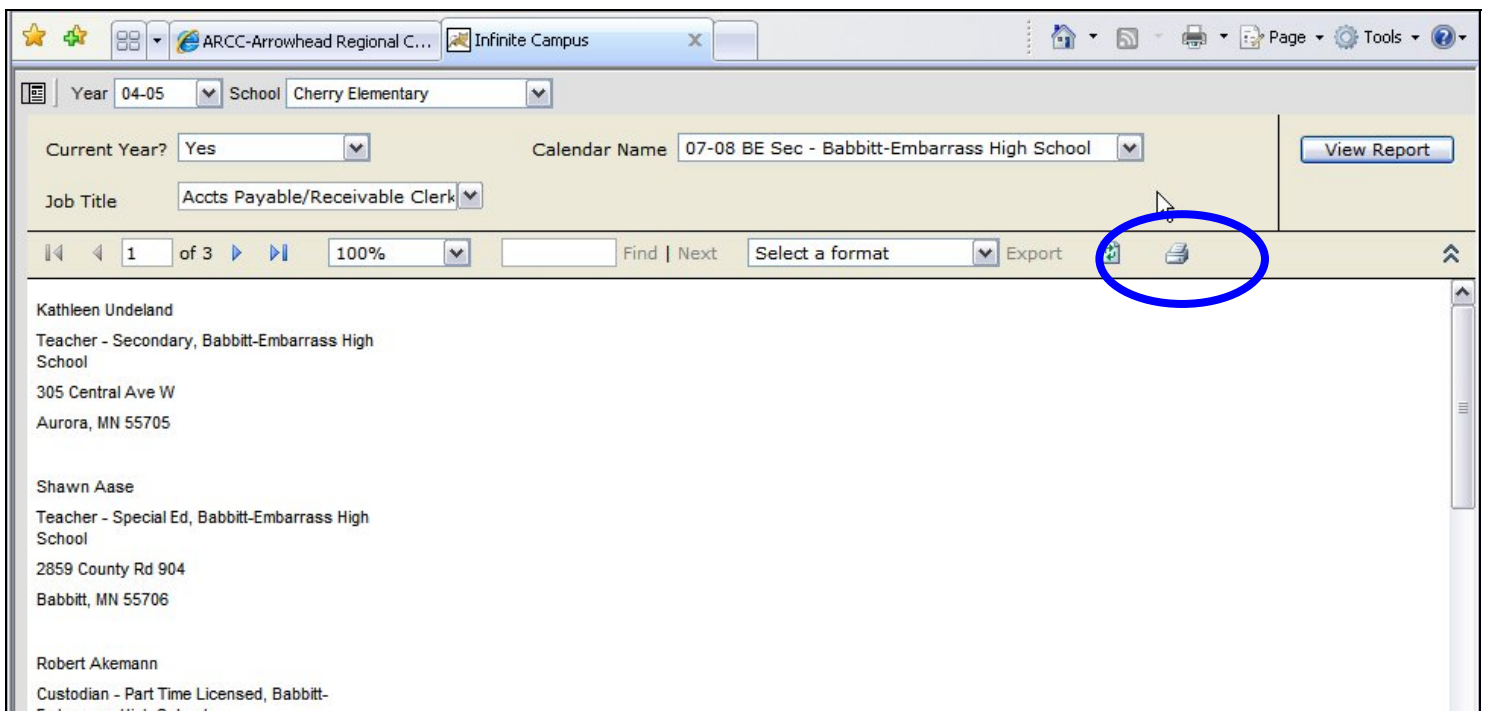 ARCC-Arrowhead Regional C... Infinite Campus Page Tools
Year 04-05 School Cherry Elementary
Current Year? Yes Calendar Name 07-08 BE Sec - Babbitt-Embarrass High School View Report
Job Title Accts Payable/Receivable Clerk
1 of 3 100% Find | Next Select a format Export
Kathleen Undeland
Teacher - Secondary, Babbitt-Embarrass High
School
305 Central Ave W
Aurora, MN 55705
Shawn Aase
Teacher - Special Ed, Babbitt-Embarrass High
School
2859 County Rd 904
Babbitt, MN 55706
Robert Akemann
Custodian - Part Time Licensed, Babbitt-